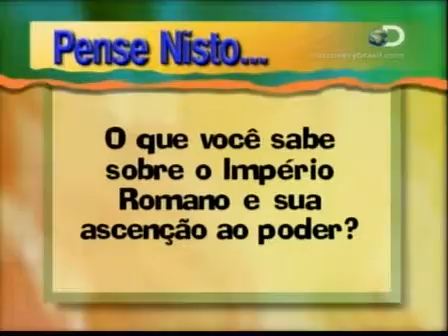 Pense Nisto...
O que você sabe
sobre o Império
Romano e sua
ascenção ao poder?